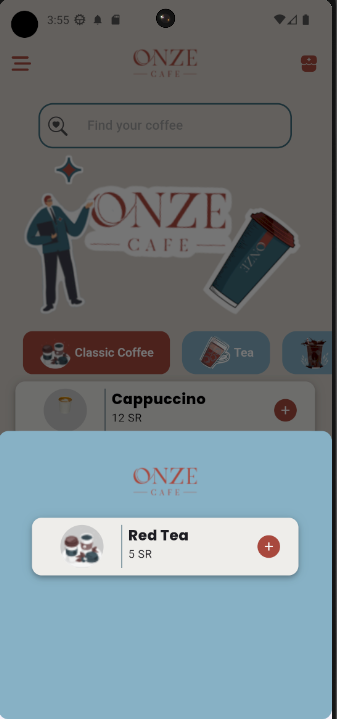 3:55
ONZE
CAFE
Find your coffee
ONZE
CAFE
ONZE
Classic Coffee
Tea
Cappuccino
12 SR
ONZE
CAFE
Red Tea
5 SR